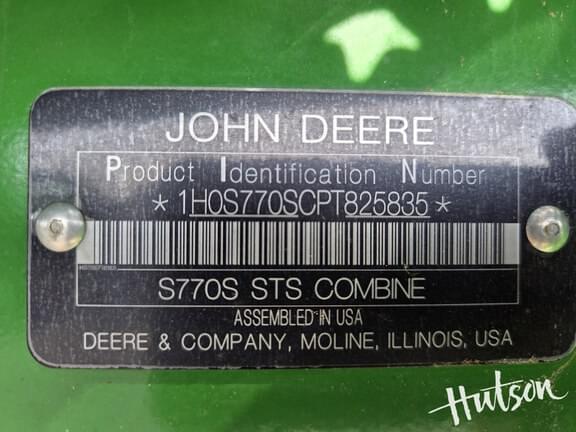 JOHN DEERE
Product Identification Number
*1H0S770SCPT825835*
S770S STS COMBINE
ASSEMBLED IN USA
DEERE & COMPANY, MOLINE, ILLINOIS, USA
Hutson